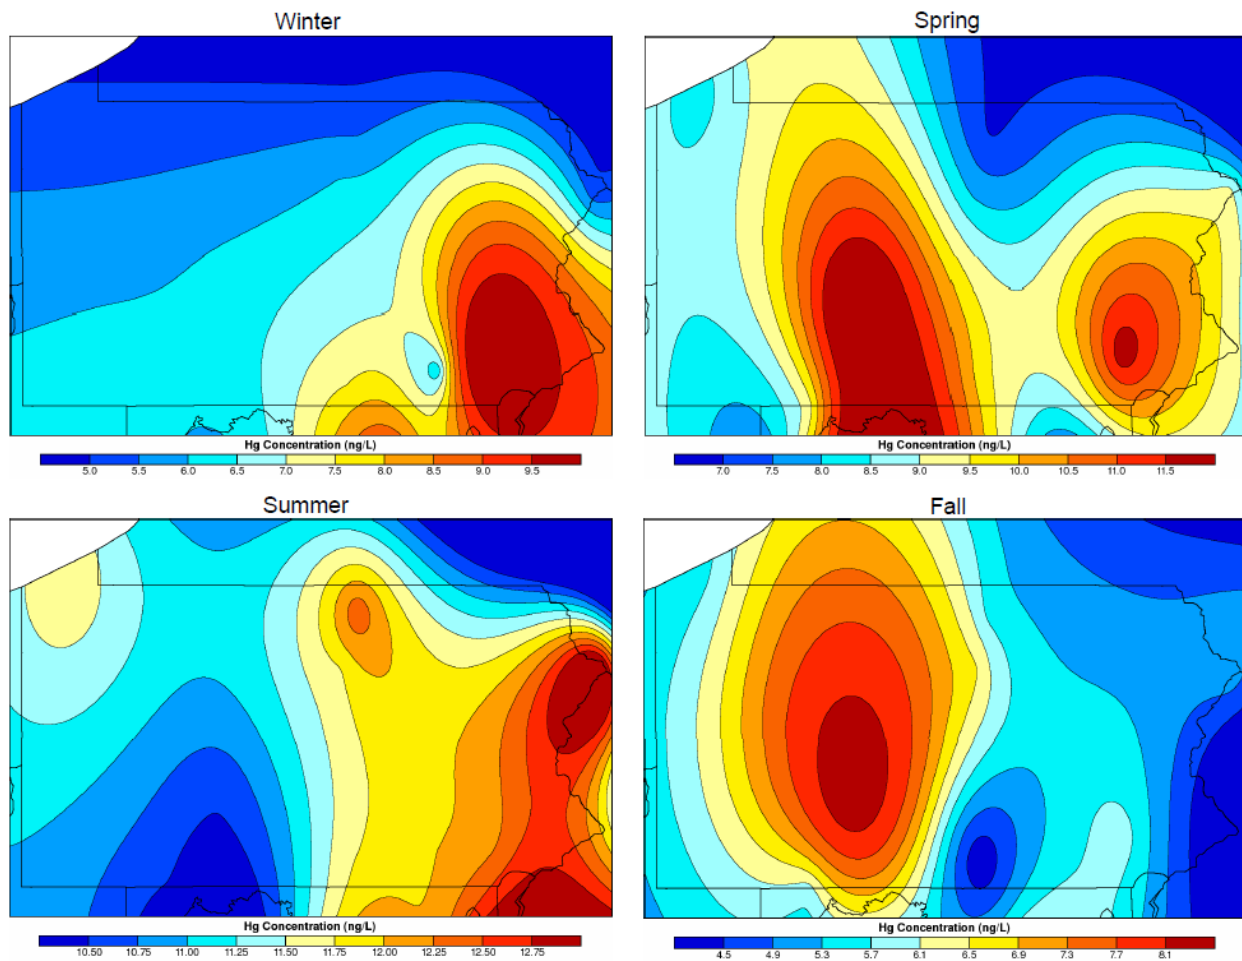 Winter
Spring
Hg Concentration (ng/L)
5.0 5.5 6.0 6.5 7.0 7.5 8.0 8.5 9.0 9.5
Hg Concentration (ng/L)
7.0 7.5 8.0 8.5 9.0 9.5 10.0 10.5 11.0 11.5
Summer
Fall
Hg Concentration (ng/L)
10.50 10.75 11.00 11.25 11.50 11.75 12.00 12.25 12.50 12.75
Hg Concentration (ng/L)
4.5 4.9 5.3 5.7 6.1 6.5 6.9 7.3 7.7 8.1